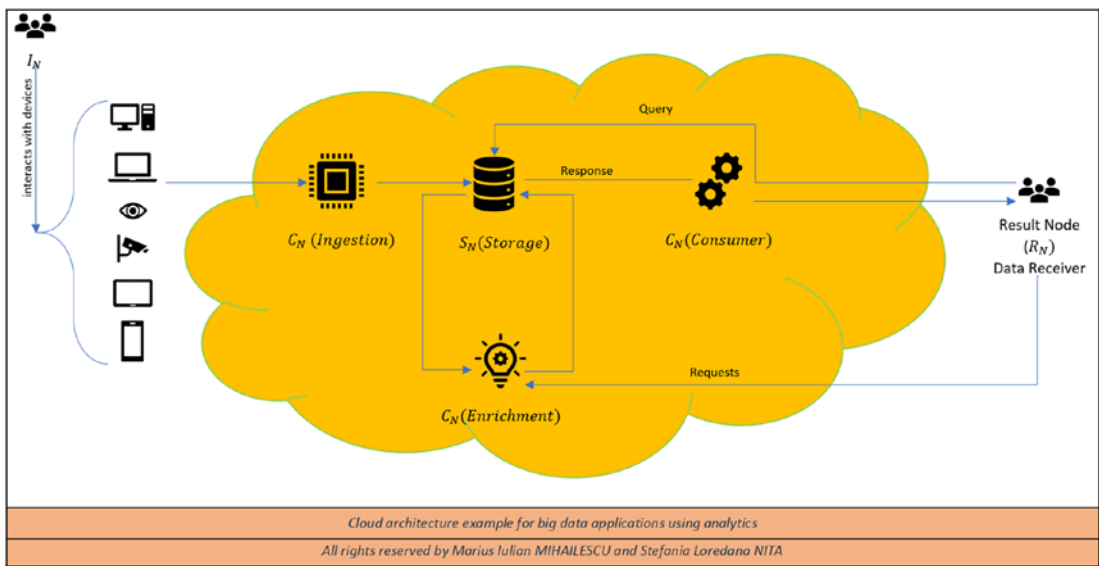 I_N
interacts with devices
Query
Response
C_N (Ingestion)
S_N(Storage)
C_N(Consumer)
Result Node
(R_N)
Data Receiver
Requests
C_N(Enrichment)
Cloud architecture example for big data applications using analytics
All rights reserved by Marius Iulian MIHAILESCU and Stefania Loredana NITA